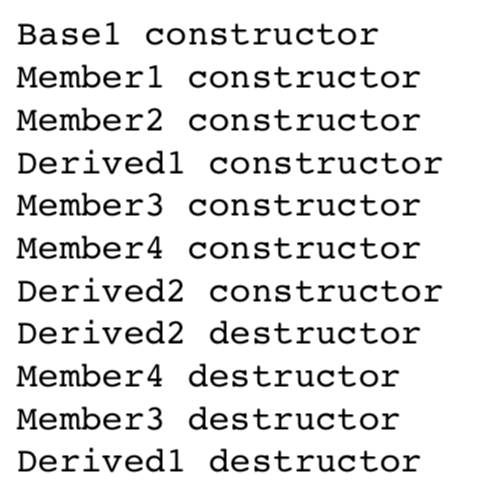 Base1 constructor
Member1 constructor
Member2 constructor
Derived1 constructor
Member3 constructor
Member4 constructor
Derived2 constructor
Derived2 destructor
Member4 destructor
Member3 destructor
Derived1 destructor